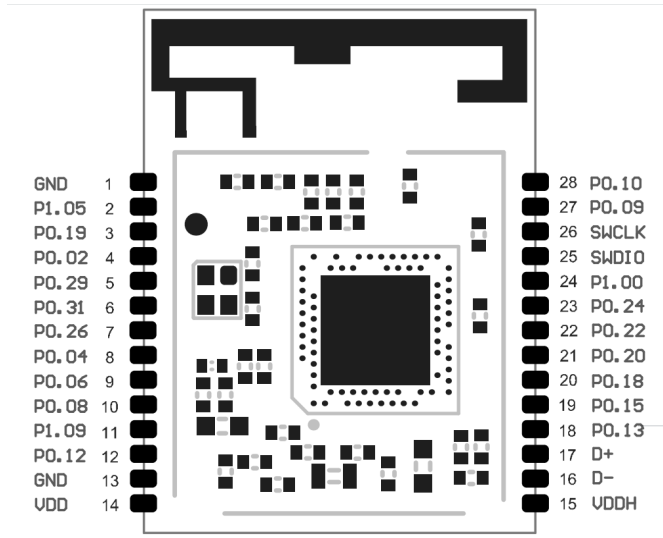 GND 1 28 P0.10
P1.05 2 27 P0.09
P0.19 3 26 SWCLK
P0.02 4 25 SWDIO
P0.29 5 24 P1.00
P0.31 6 23 P0.24
P0.26 7 22 P0.22
P0.04 8 21 P0.20
P0.06 9 20 P0.18
P0.08 10 19 P0.15
P1.09 11 18 P0.13
P0.12 12 17 D+
GND 13 16 D-
VDD 14 15 VDDH